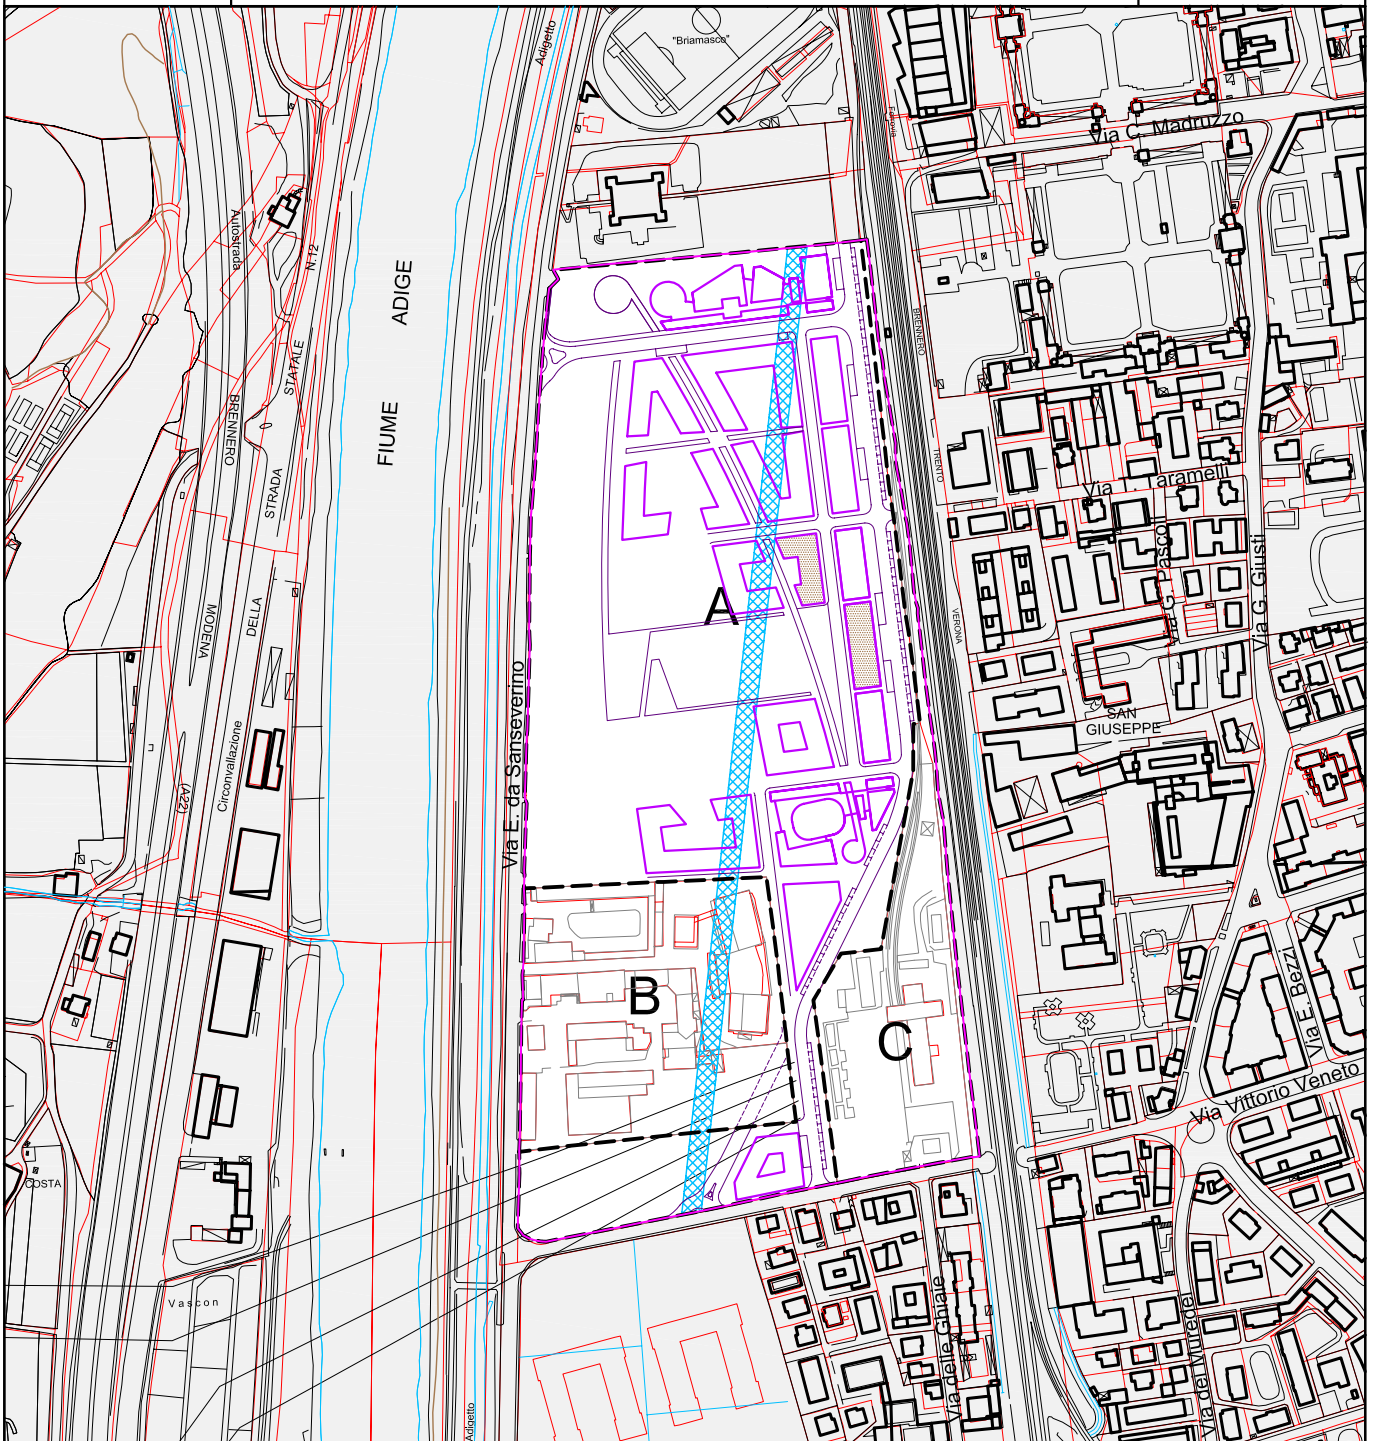 "Briamasco"
Adigetto
Via C. Madruzzo
Ferrovia
Autostrada
N.12
ADIGE
BRENNERO
STATALE
BRENNERO
FIUME
TRENTO
Via T. Taramelli
STRADA
Via G. Pascoli
Via G. Giusti
MODENA
DELLA
VERONA
A
Via E. da Sanseverino
SAN
GIUSEPPE
Circonvallazione
(A22)
B
C
Via E. Bezzi
Via Vittorio Veneto
COSTA
Vascon
Via delle Ghiaie
Via dei Muredei
Adigetto